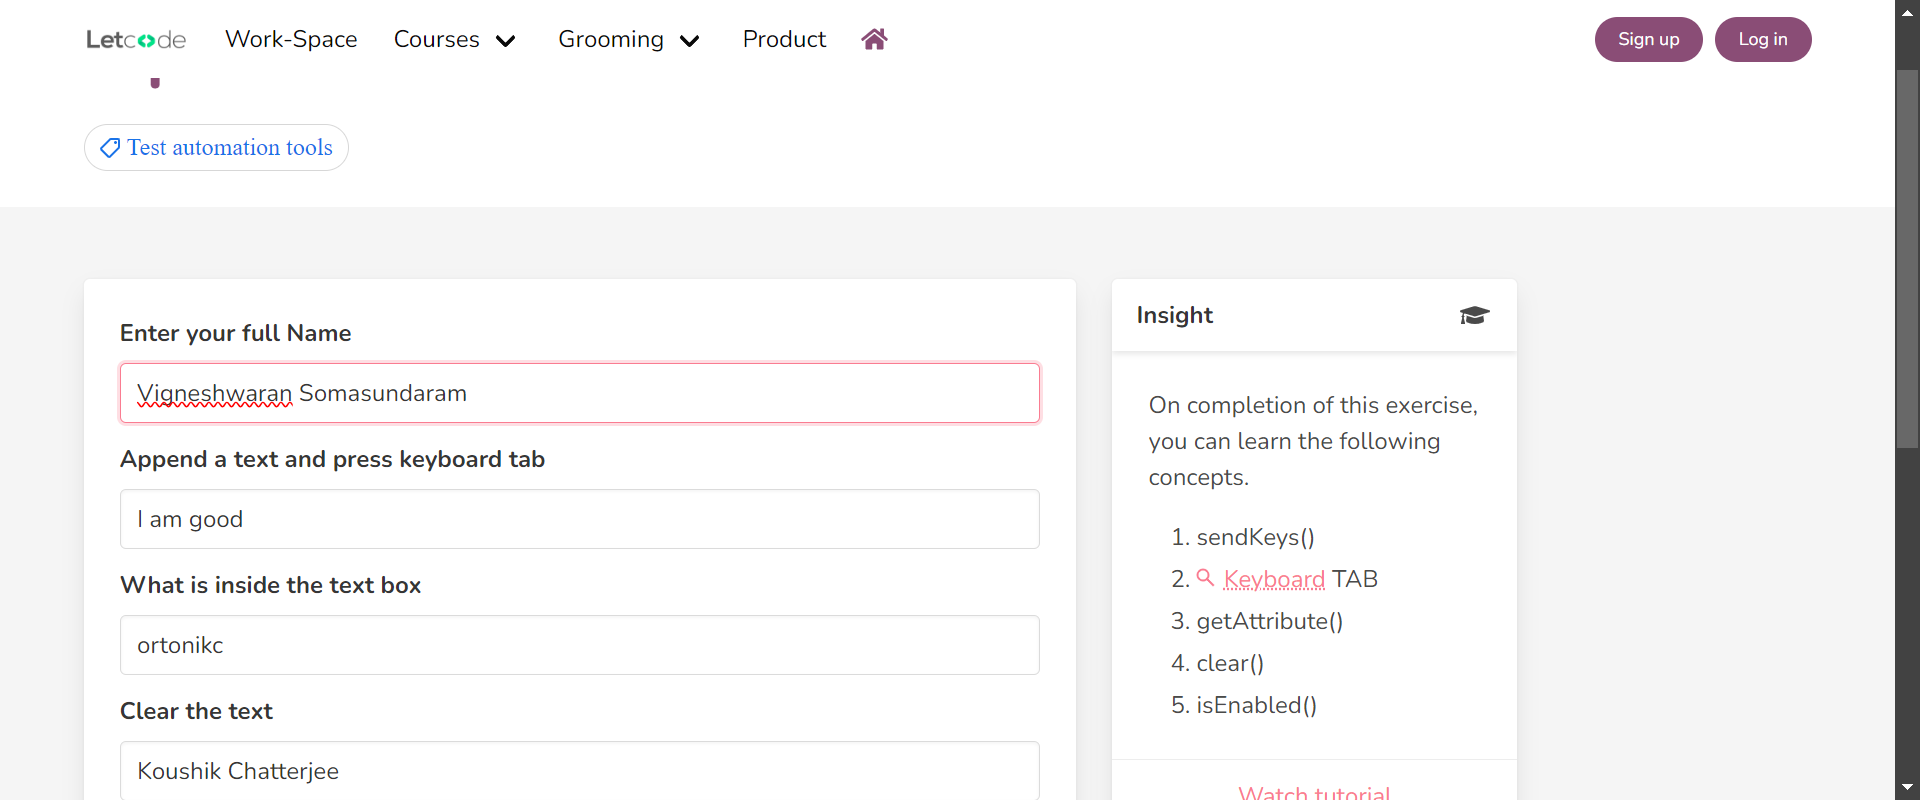 Letcode Work-Space Courses Grooming Product Sign up Log in
Test automation tools
Enter your full Name
Vigneshwaran Somasundaram
Append a text and press keyboard tab
I am good
What is inside the text box
ortonikc
Clear the text
Koushik Chatterjee
Insight
On completion of this exercise,
you can learn the following
concepts.
1. sendKeys()
2. Keyboard TAB
3. getAttribute()
4. clear()
5. isEnabled()
Watch tutorial